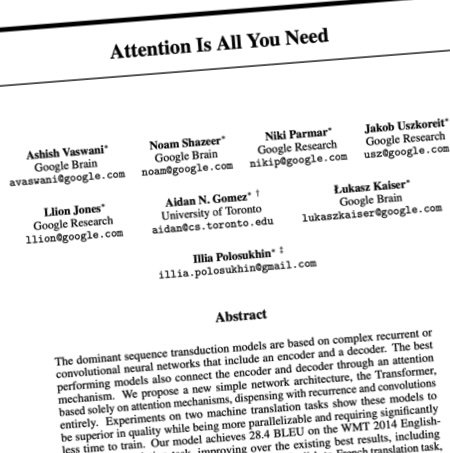 Attention Is All You Need
Ashish Vaswani* Noam Shazeer* Niki Parmar* Jakob Uszkoreit*
Google Brain Google Brain Google Research Google Research
avaswani@google.com noam@google.com nikip@google.com usz@google.com
Llion Jones* Aidan N. Gomez* † Łukasz Kaiser*
Google Research University of Toronto Google Brain
llion@google.com aidan@cs.toronto.edu lukaszkaiser@google.com
Illia Polosukhin* ‡
illia.polosukhin@gmail.com
Abstract
The dominant sequence transduction models are based on complex recurrent or
convolutional neural networks that include an encoder and a decoder. The best
performing models also connect the encoder and decoder through an attention
mechanism. We propose a new simple network architecture, the Transformer,
based solely on attention mechanisms, dispensing with recurrence and convolutions
entirely. Experiments on two machine translation tasks show these models to
be superior in quality while being more parallelizable and requiring significantly
less time to train. Our model achieves 28.4 BLEU on the WMT 2014 English-
task, improving over the existing best results, including
French translation task,